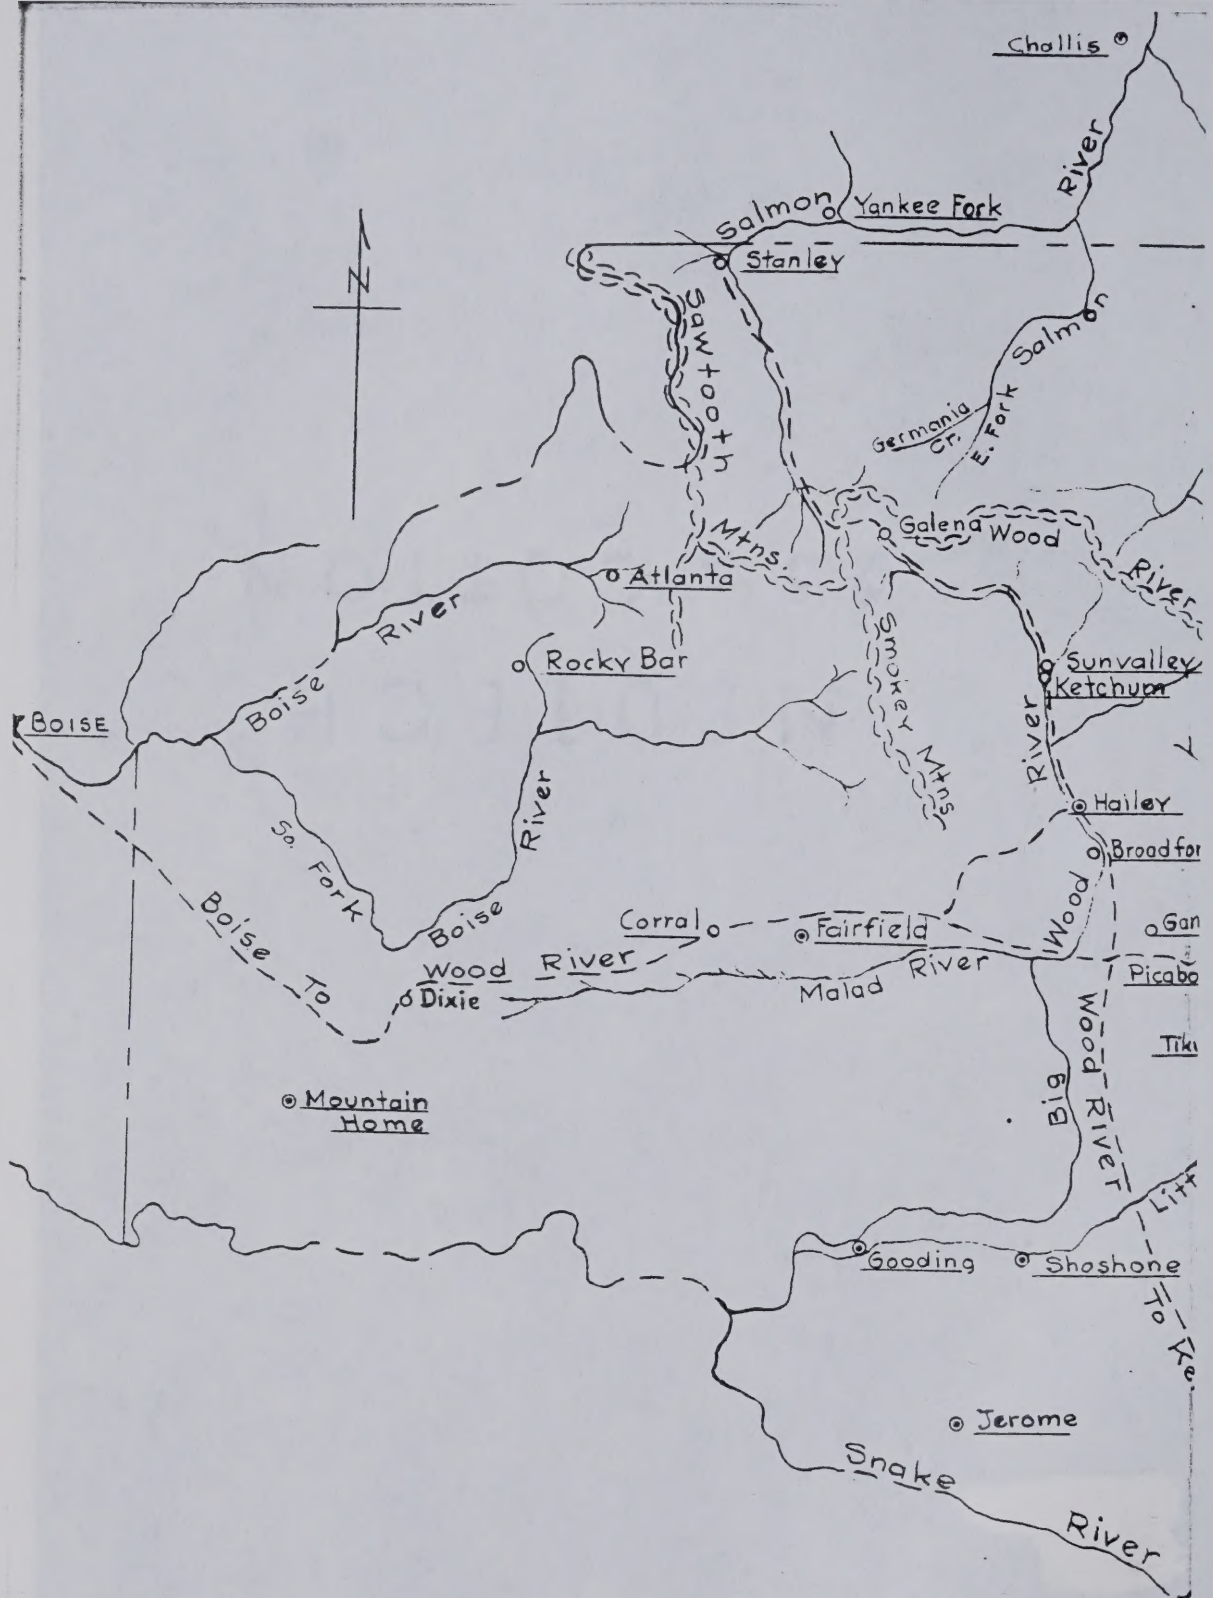 Challis
River
Salmon
Yankee Fork
Stanley
N
Sawtooth
Salmon
Germania
Cr.
E. Fork
Mtns.
Galena
Wood
River
Atlanta
River
Smokey Mtns
Rocky Bar
Sunvalley
Ketchum
Boise
BOISE
River
River
Hailey
So. Fork
Broadfor
Wood
Boise
Corral
Fairfield
Gan
Boise To
Wood River
River
Picabo
Dixie
Malad
Wood River
Tik
Big
Mountain
Home
Litt
Gooding
Shoshone
To Ke
Jerome
Snake
River